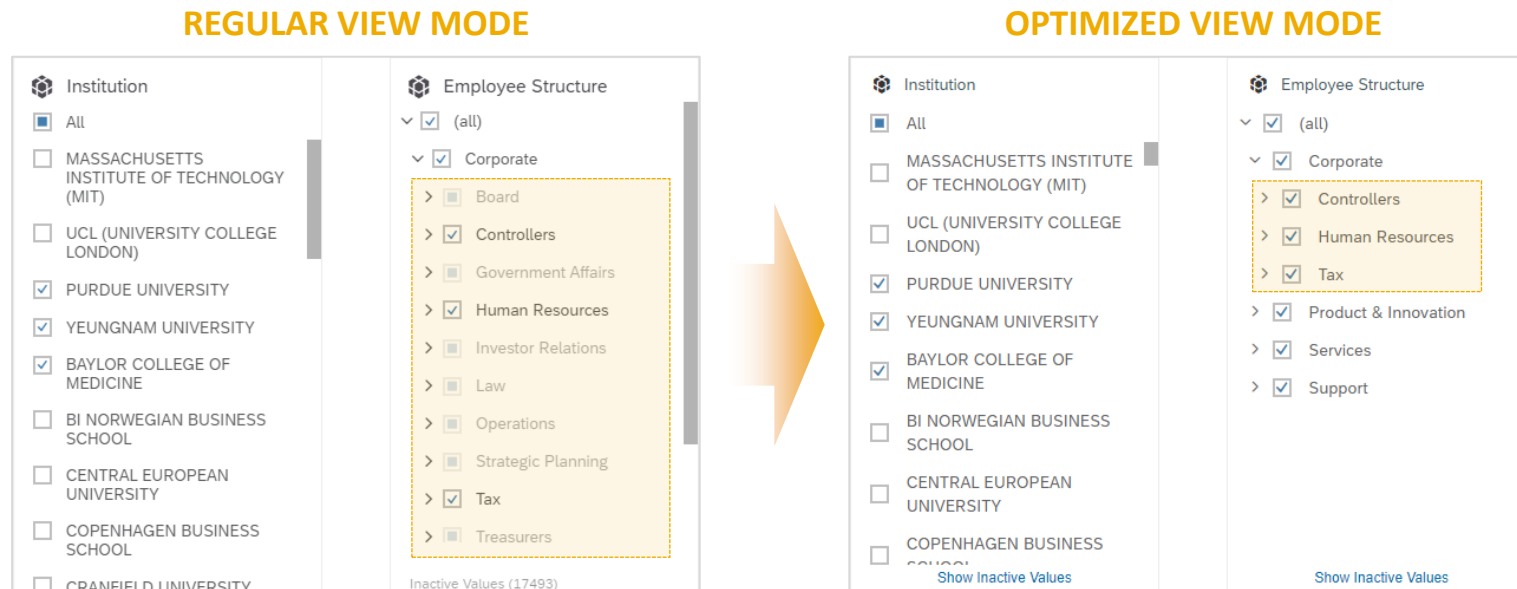 REGULAR VIEW MODE
Institution
All
MASSACHUSETTS
INSTITUTE OF TECHNOLOGY
(MIT)
UCL (UNIVERSITY COLLEGE
LONDON)
PURDUE UNIVERSITY
YEUNGNAM UNIVERSITY
BAYLOR COLLEGE OF
MEDICINE
BI NORWEGIAN BUSINESS
SCHOOL
CENTRAL EUROPEAN
UNIVERSITY
COPENHAGEN BUSINESS
SCHOOL
CRANFIELD UNIVERSITY
Employee Structure
(all)
Corporate
Board
Controllers
Government Affairs
Human Resources
Investor Relations
Law
Operations
Strategic Planning
Tax
Treasurers
Inactive Values (17493)
OPTIMIZED VIEW MODE
Institution
All
MASSACHUSETTS INSTITUTE
OF TECHNOLOGY (MIT)
UCL (UNIVERSITY COLLEGE
LONDON)
PURDUE UNIVERSITY
YEUNGNAM UNIVERSITY
BAYLOR COLLEGE OF
MEDICINE
BI NORWEGIAN BUSINESS
SCHOOL
CENTRAL EUROPEAN
UNIVERSITY
COPENHAGEN BUSINESS
SCHOOL
Show Inactive Values
Employee Structure
(all)
Corporate
Controllers
Human Resources
Tax
Product & Innovation
Services
Support
Show Inactive Values